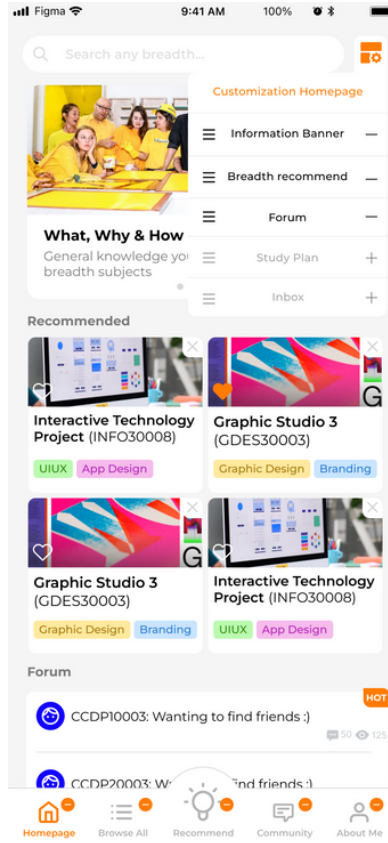 Figma 9:41 AM 100%
Search any breadth...
Customization Homepage
Information Banner
Breadth recommend
Forum
Study Plan
Inbox
What, Why & How
General knowledge you
breadth subjects
Recommended
Interactive Technology
Project (INFO30008)
UIUX App Design
G
Graphic Studio 3
(GDES30003)
Graphic Design Branding
G
Graphic Studio 3
(GDES30003)
Graphic Design Branding
Interactive Technology
Project (INFO30008)
UIUX App Design
Forum
HOT
CCDP10003: Wanting to find friends :)
50 125
CCDP20003: W find friends :)
Homepage Browse All Recommend Community About Me